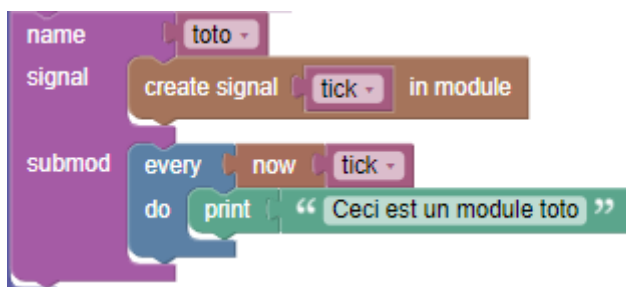 name toto
signal create signal tick in module
submod every now tick
do print “ Ceci est un module toto ”